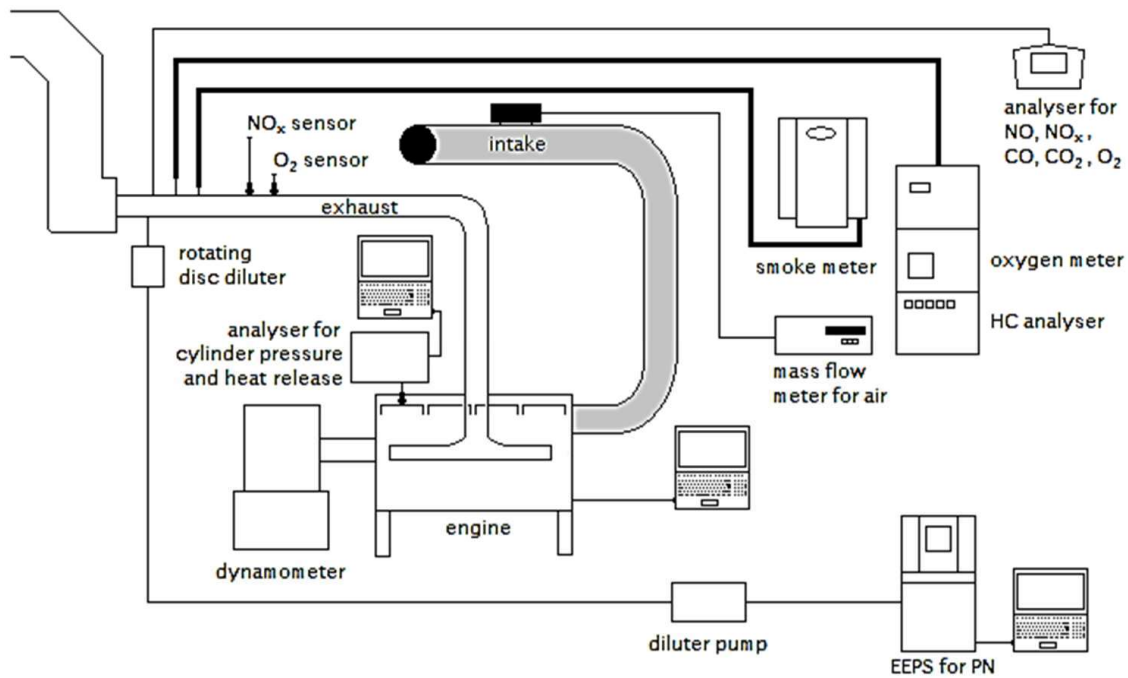 analyser for
NO, NOₓ ,
CO, CO₂ , O₂
NOₓ sensor
O₂ sensor
intake
exhaust
rotating
disc diluter
smoke meter
oxygen meter
HC analyser
analyser for
cylinder pressure
and heat release
mass flow
meter for air
engine
dynamometer
diluter pump
EEPS for PN